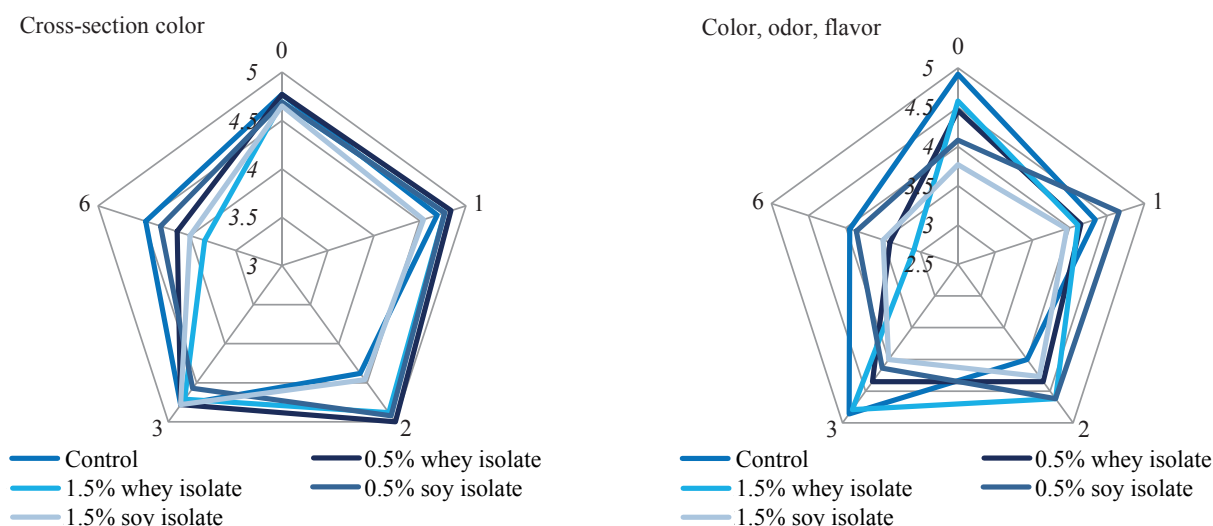 Cross-section color
0
5
4.5
4
3.5
3
1
2
3
6
Control
0.5% whey isolate
1.5% whey isolate
0.5% soy isolate
1.5% soy isolate
Color, odor, flavor
0
5
4.5
4
3.5
3
2.5
1
2
3
6
Control
0.5% whey isolate
1.5% whey isolate
0.5% soy isolate
1.5% soy isolate